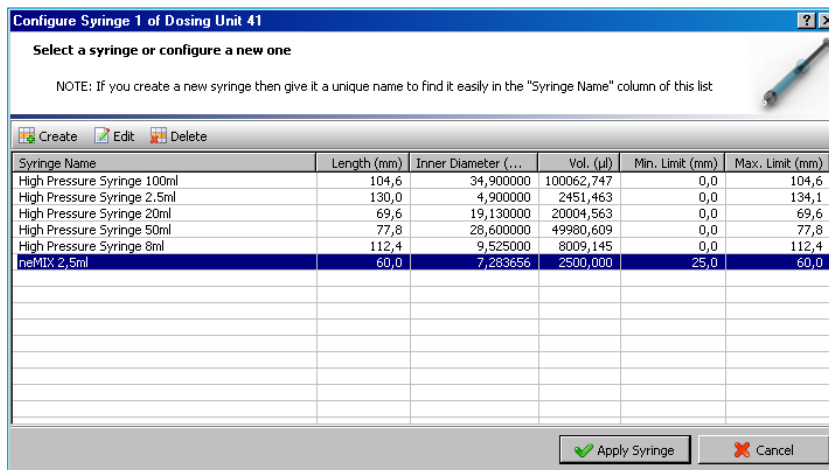 Configure Syringe 1 of Dosing Unit 41
Select a syringe or configure a new one
NOTE: If you create a new syringe then give it a unique name to find it easily in the "Syringe Name" column of this list
Create Edit Delete
Syringe Name Length (mm) Inner Diameter (... Vol. (µl) Min. Limit (mm) Max. Limit (mm)
High Pressure Syringe 100ml 104,6 34,900000 100062,747 0,0 104,6
High Pressure Syringe 2.5ml 130,0 4,900000 2451,463 0,0 134,1
High Pressure Syringe 20ml 69,6 19,130000 20004,563 0,0 69,6
High Pressure Syringe 50ml 77,8 28,600000 49980,609 0,0 77,8
High Pressure Syringe 8ml 112,4 9,525000 8009,145 0,0 112,4
neMIX 2,5ml 60,0 7,283656 2500,000 25,0 60,0
Apply Syringe Cancel